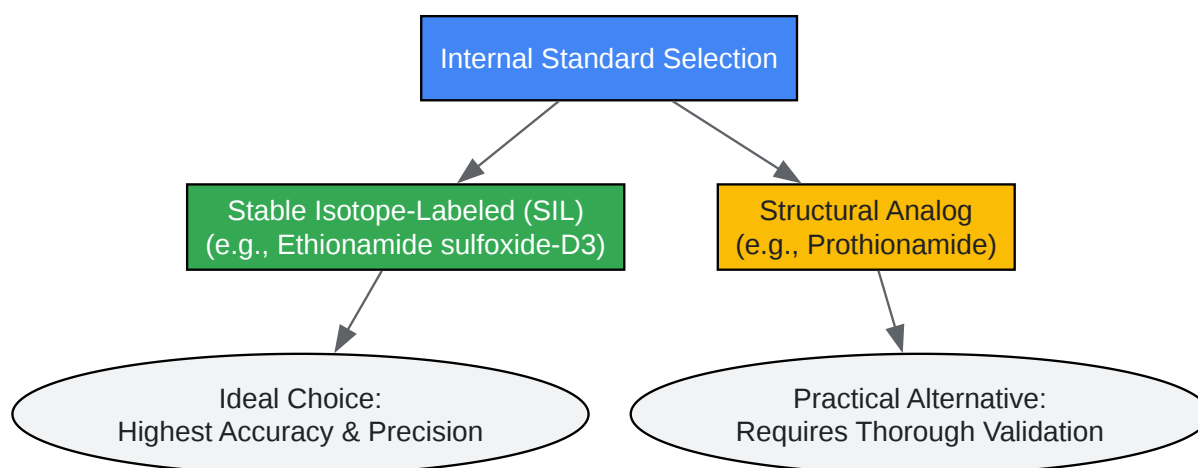 Internal Standard Selection
Stable Isotope-Labeled (SIL)
(e.g., Ethionamide sulfoxide-D3)
Structural Analog
(e.g., Prothionamide)
Ideal Choice:
Highest Accuracy & Precision
Practical Alternative:
Requires Thorough Validation